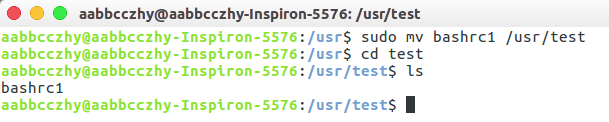 aabbcczhy@aabbcczhy-Inspiron-5576: /usr/test
aabbcczhy@aabbcczhy-Inspiron-5576:/usr$ sudo mv bashrc1 /usr/test
aabbcczhy@aabbcczhy-Inspiron-5576:/usr$ cd test
aabbcczhy@aabbcczhy-Inspiron-5576:/usr/test$ ls
bashrc1
aabbcczhy@aabbcczhy-Inspiron-5576:/usr/test$